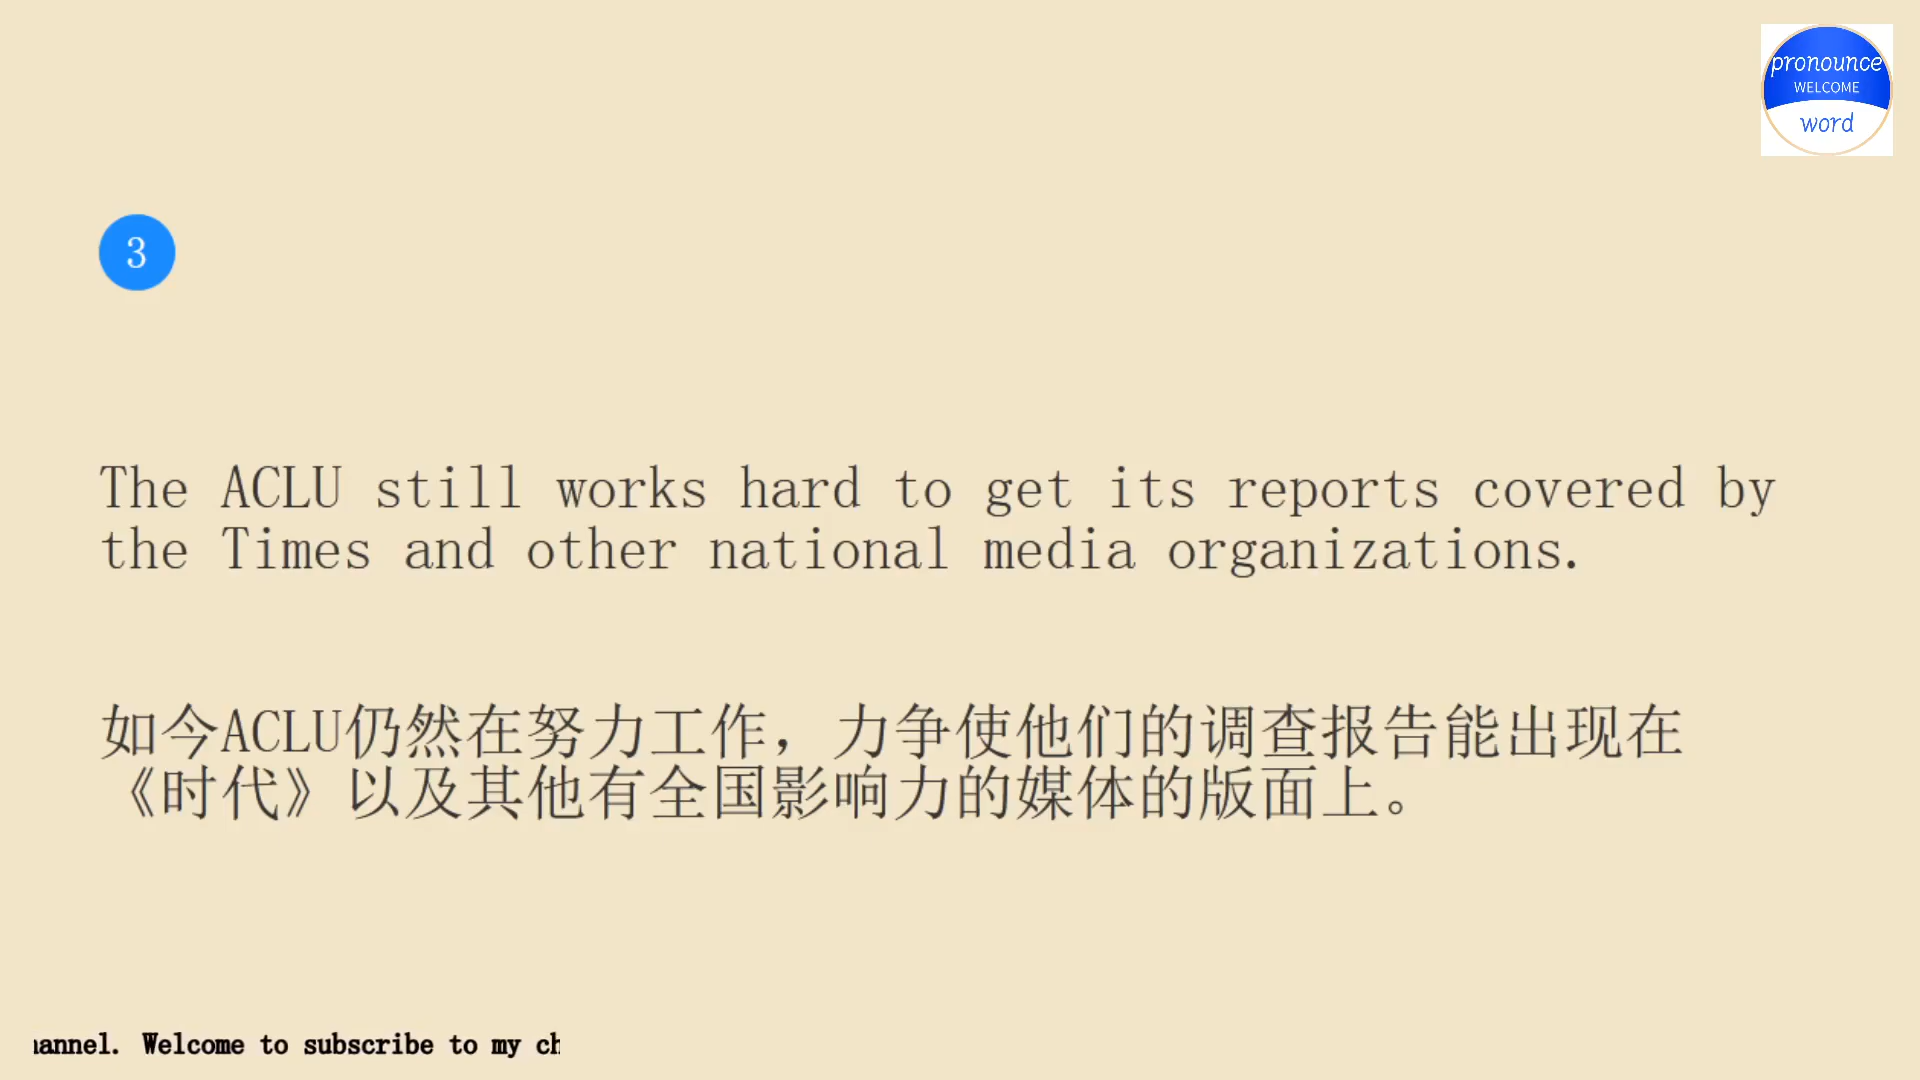 pronounce
WELCOME
word
3
The ACLU still works hard to get its reports covered by
the Times and other national media organizations.
如今ACLU仍然在努力工作，力争使他们的调查报告能出现在
《时代》以及其他有全国影响力的媒体的版面上。
hannel. Welcome to subscribe to my ch